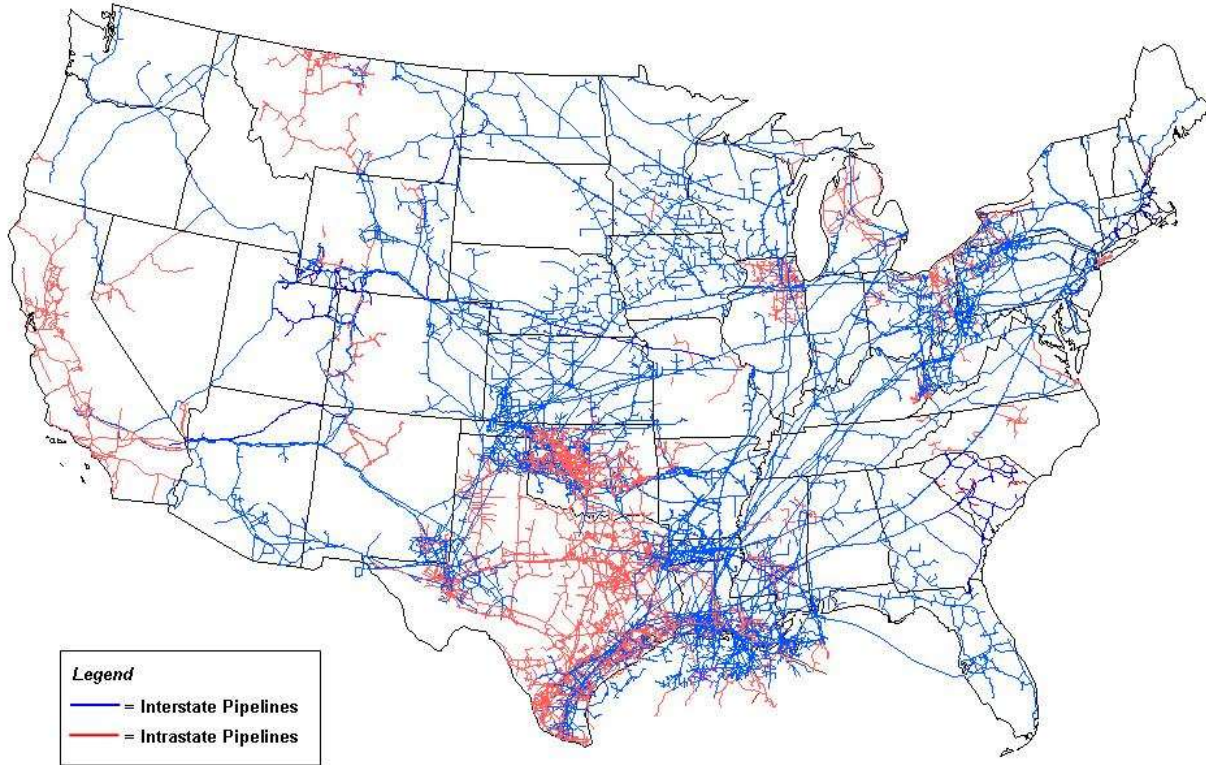 Legend
= Interstate Pipelines
= Intrastate Pipelines